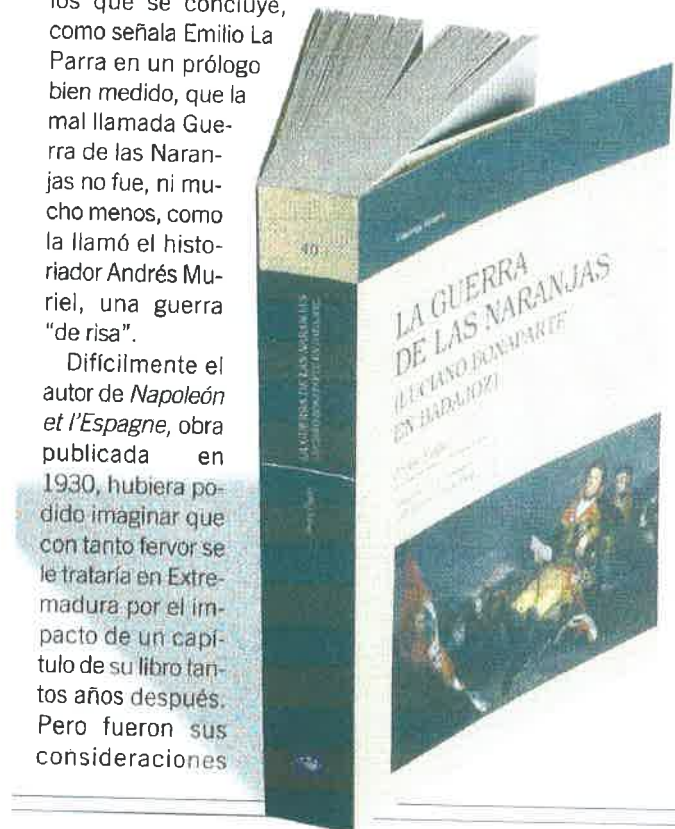 los que se concluye,
como señala Emilio La
Parra en un prólogo
bien medido, que la
mal llamada Gue-
rra de las Naran-
jas no fue, ni mu-
cho menos, como
la llamó el histo-
riador Andrés Mu-
riel, una guerra
"de risa".
Difícilmente el
autor de Napoleón
et l'Espagne, obra
publicada en
1930, hubiera po-
dido imaginar que
con tanto fervor se
le trataría en Extre-
madura por el im-
pacto de un capí-
tulo de su libro tan-
tos años después.
Pero fueron sus
consideraciones
40
LA GUERRA DE LAS NARANJAS
LA GUERRA
DE LAS NARANJAS
(LUCIANO BONAPARTE
EN BADAJOZ)